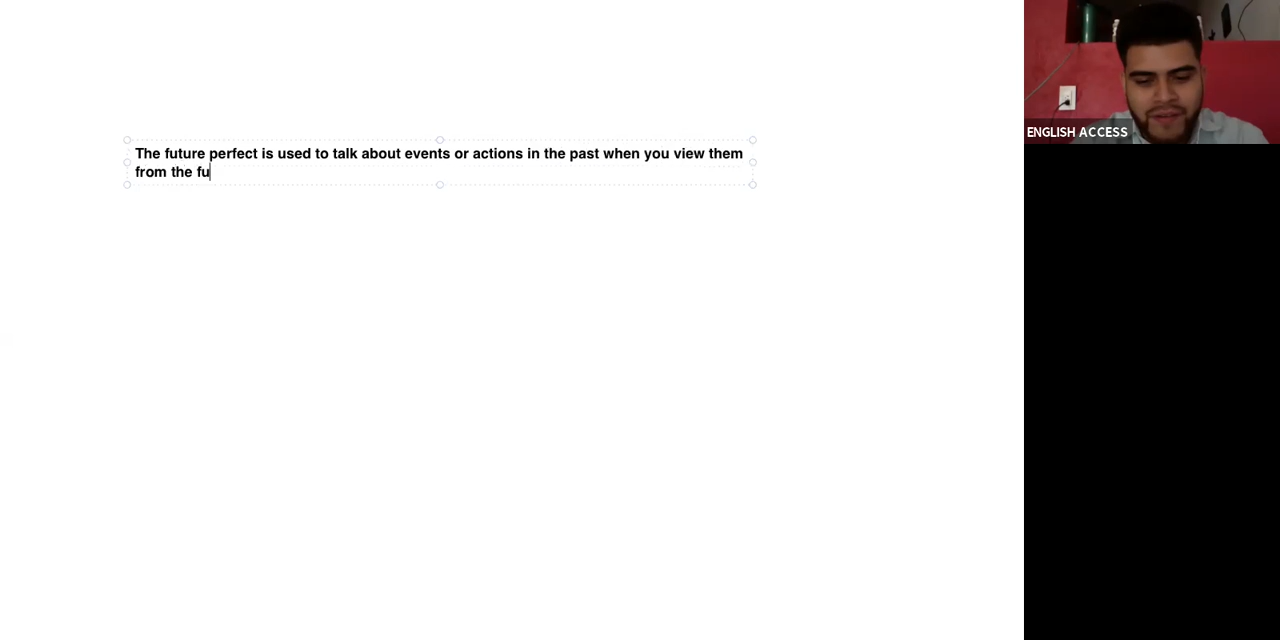 The future perfect is used to talk about events or actions in the past when you view them
from the fu
ENGLISH ACCESS